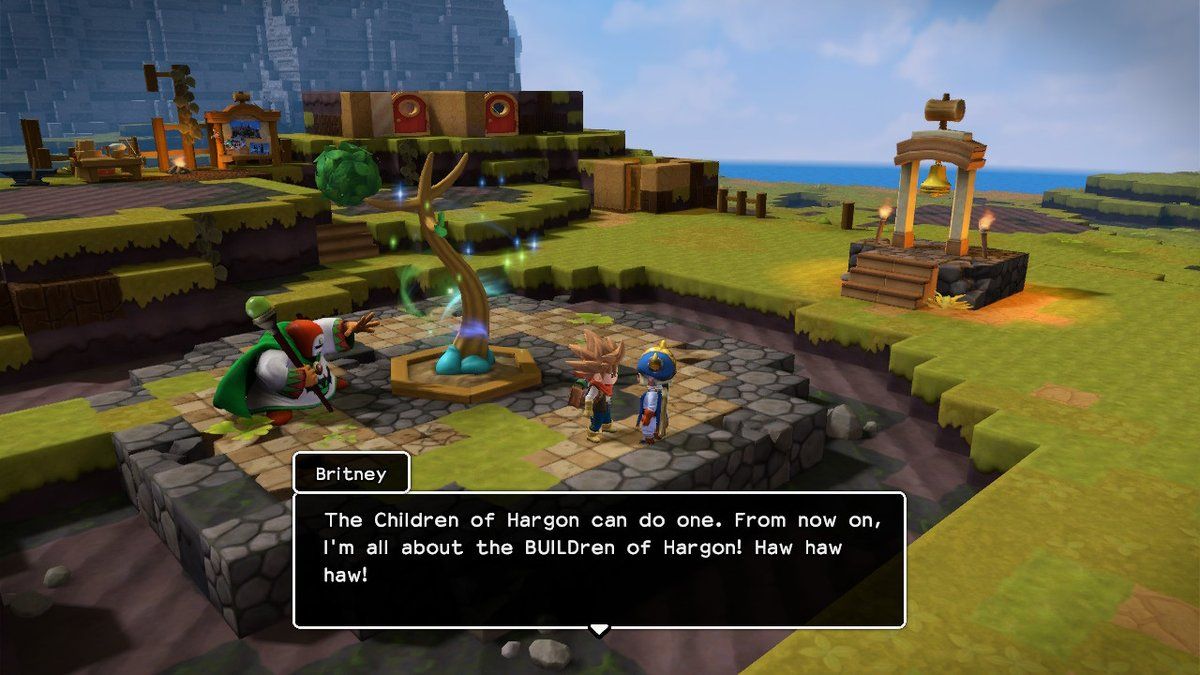 Britney
The Children of Hargon can do one. From now on,
I'm all about the BUILDren of Hargon! Haw haw
haw!